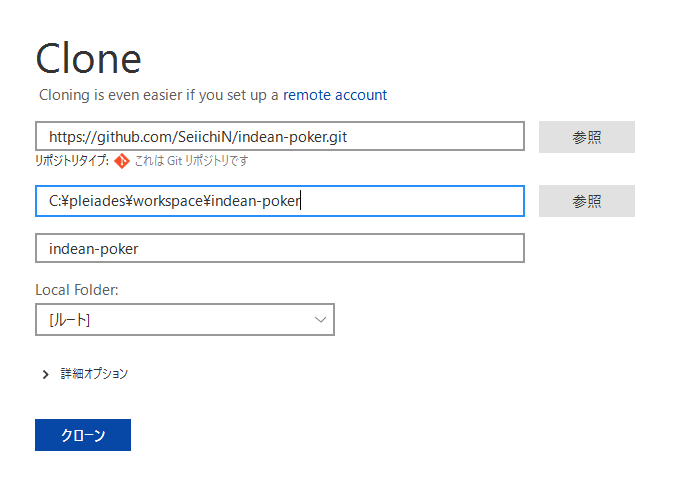 Clone
Cloning is even easier if you set up a remote account
https://github.com/SeiichiN/indean-poker.git 参照
リポジトリタイプ: これは Git リポジトリです
C:¥pleiades¥workspace¥indean-poker 参照
indean-poker
Local Folder:
[ルート]
詳細オプション
クローン